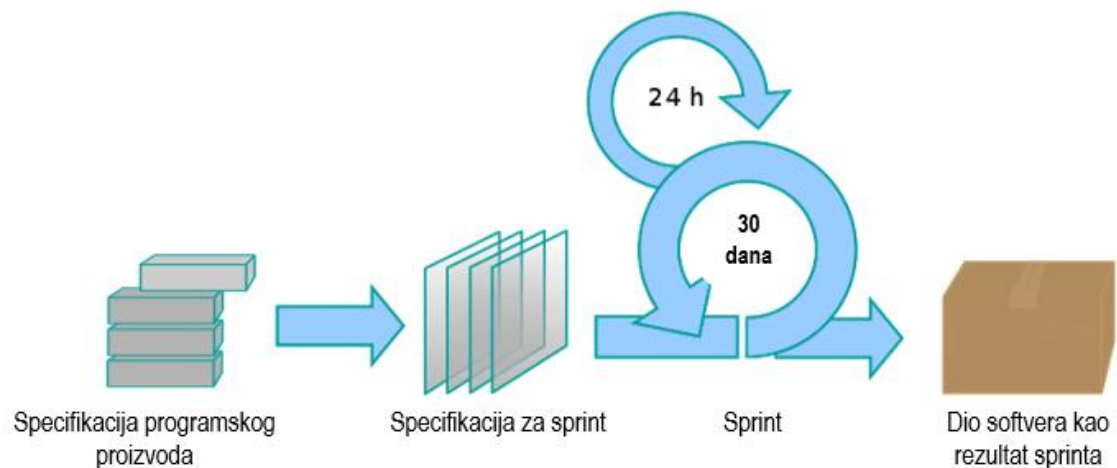 24 h
30
dana
Specifikacija programskog
proizvoda
Specifikacija za sprint
Sprint
Dio softvera kao
rezultat sprinta